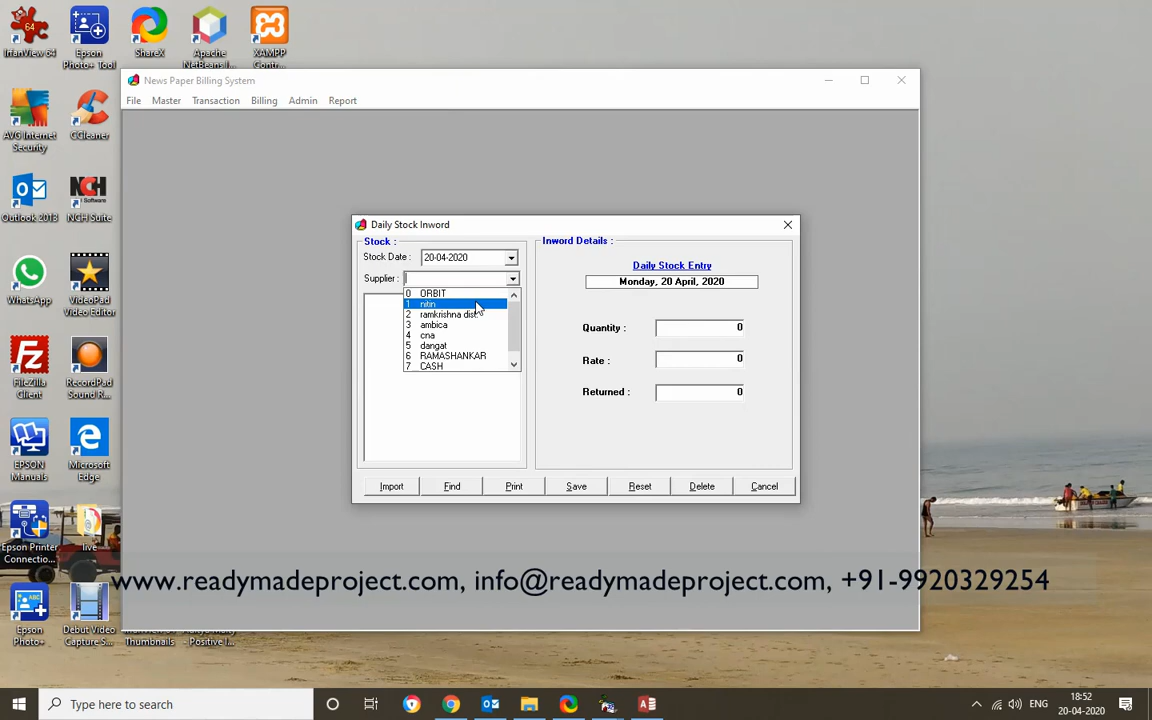 IrfanView 64
Epson
Photo+ Tool
ShareX
Apache
NetBeans I...
XAMPP
Contr...
News Paper Billing System
File Master Transaction Billing Admin Report
AVG Internet
Security
CCleaner
Outlook 2013
NCH Suite
WhatsApp
VideoPad
Video Editor
FileZilla
Client
RecordPad
Sound R...
EPSON
Manuals
Microsoft
Edge
Epson Printer
Connectio...
live
Epson
Photo+
Debut Video
Capture S...
Thumbnails
- Positive I...
Daily Stock Inword
Stock :
Stock Date : 20-04-2020
Supplier :
0 ORBIT
1 nitin
2 ramkrishna dist.
3 ambica
4 cna
5 dangat
6 RAMASHANKAR
7 CASH
Inword Details :
Daily Stock Entry
Monday, 20 April, 2020
Quantity : 0
Rate : 0
Returned : 0
Import Find Print Save Reset Delete Cancel
www.readymadeproject.com, info@readymadeproject.com, +91-9920329254
Type here to search
ENG
18:52
20-04-2020